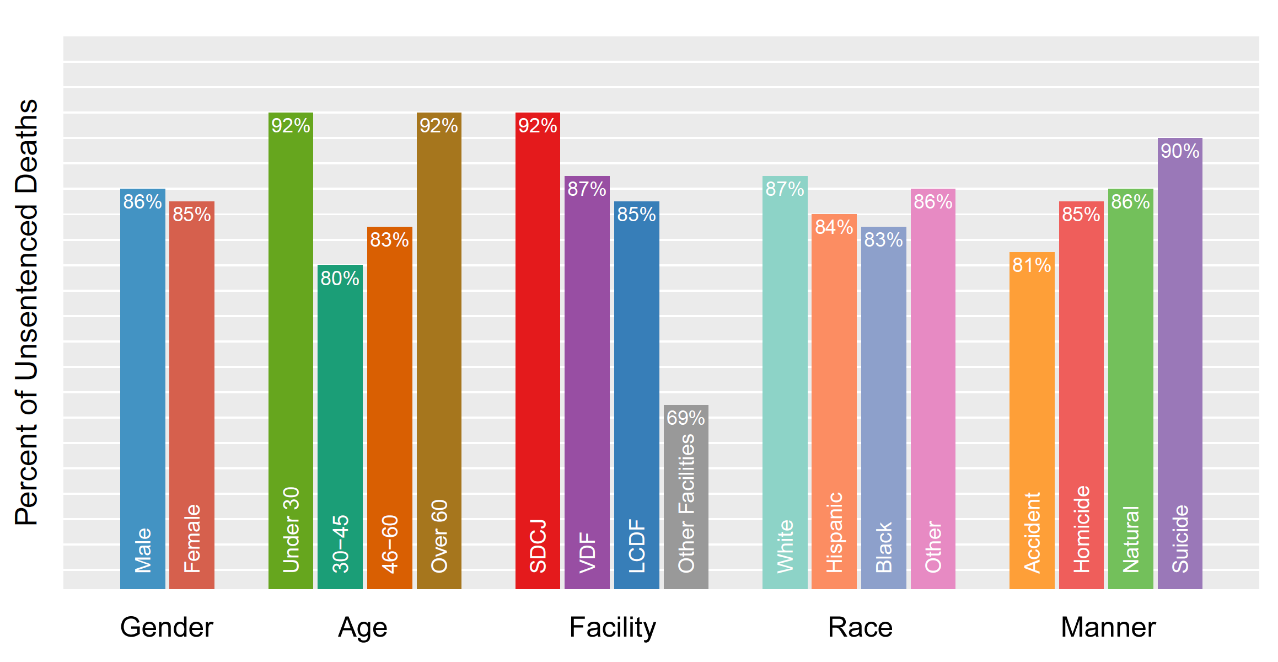 Percent of Unsentenced Deaths
86%
Male
85%
Female
92%
Under 30
80%
30−45
83%
46−60
92%
Over 60
92%
SDCJ
87%
VDF
85%
LCDF
69%
Other Facilities
87%
White
84%
Hispanic
83%
Black
86%
Other
81%
Accident
85%
Homicide
86%
Natural
90%
Suicide
Gender
Age
Facility
Race
Manner